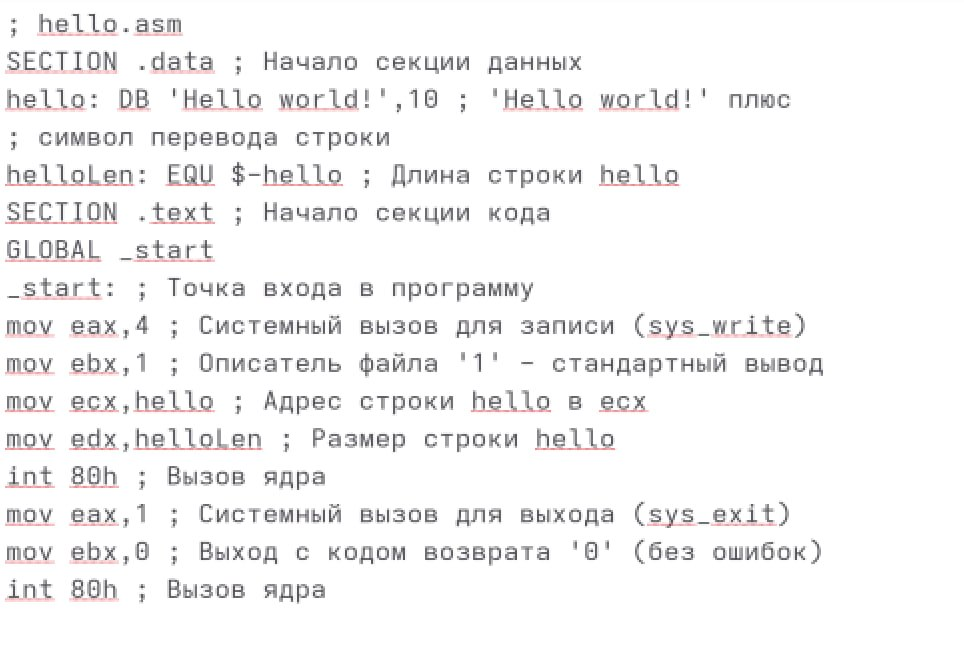 ; hello.asm
SECTION .data ; Начало секции данных
hello: DB 'Hello world!',10 ; 'Hello world!' плюс
; символ перевода строки
helloLen: EQU $-hello ; Длина строки hello
SECTION .text ; Начало секции кода
GLOBAL _start
_start: ; Точка входа в программу
mov eax,4 ; Системный вызов для записи (sys_write)
mov ebx,1 ; Описатель файла '1' - стандартный вывод
mov ecx,hello ; Адрес строки hello в ecx
mov edx,helloLen ; Размер строки hello
int 80h ; Вызов ядра
mov eax,1 ; Системный вызов для выхода (sys_exit)
mov ebx,0 ; Выход с кодом возврата '0' (без ошибок)
int 80h ; Вызов ядра